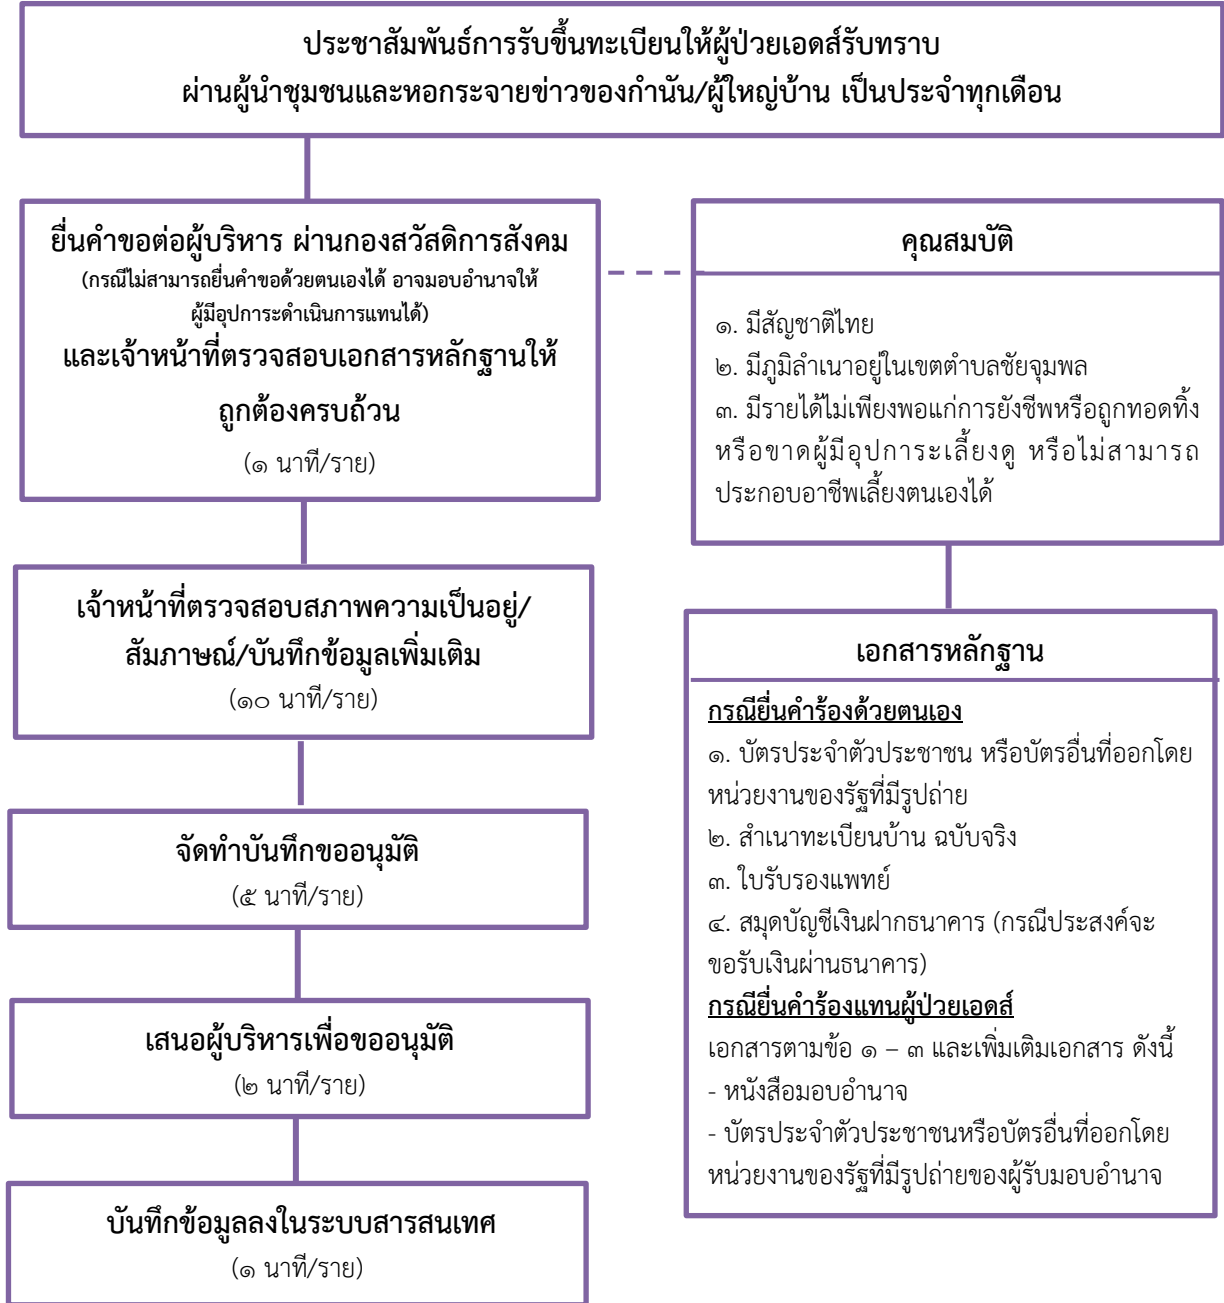 ประชาสัมพันธ์การรับขึ้นทะเบียนให้ผู้ป่วยเอดส์รับทราบ
ผ่านผู้นำชุมชนและหอกระจายข่าวของกำนัน/ผู้ใหญ่บ้าน เป็นประจำทุกเดือน
ยื่นคำขอต่อผู้บริหาร ผ่านกองสวัสดิการสังคม
(กรณีไม่สามารถยื่นคำขอด้วยตนเองได้ อาจมอบอำนาจให้
ผู้มีอุปการะดำเนินการแทนได้)
และเจ้าหน้าที่ตรวจสอบเอกสารหลักฐานให้
ถูกต้องครบถ้วน
(๑ นาที/ราย)
เจ้าหน้าที่ตรวจสอบสภาพความเป็นอยู่/
สัมภาษณ์/บันทึกข้อมูลเพิ่มเติม
(๑๐ นาที/ราย)
จัดทำบันทึกขออนุมัติ
(๕ นาที/ราย)
เสนอผู้บริหารเพื่อขออนุมัติ
(๒ นาที/ราย)
บันทึกข้อมูลลงในระบบสารสนเทศ
(๑ นาที/ราย)
คุณสมบัติ
๑. มีสัญชาติไทย
๒. มีภูมิลำเนาอยู่ในเขตตำบลชัยจุมพล
๓. มีรายได้ไม่เพียงพอแก่การยังชีพหรือถูกทอดทิ้ง
หรือขาดผู้มีอุปการะเลี้ยงดู หรือไม่สามารถ
ประกอบอาชีพเลี้ยงตนเองได้
เอกสารหลักฐาน
กรณียื่นคำร้องด้วยตนเอง
๑. บัตรประจำตัวประชาชน หรือบัตรอื่นที่ออกโดย
หน่วยงานของรัฐที่มีรูปถ่าย
๒. สำเนาทะเบียนบ้าน ฉบับจริง
๓. ใบรับรองแพทย์
๔. สมุดบัญชีเงินฝากธนาคาร (กรณีประสงค์จะ
ขอรับเงินผ่านธนาคาร)
กรณียื่นคำร้องแทนผู้ป่วยเอดส์
เอกสารตามข้อ ๑ – ๓ และเพิ่มเติมเอกสาร ดังนี้
- หนังสือมอบอำนาจ
- บัตรประจำตัวประชาชนหรือบัตรอื่นที่ออกโดย
หน่วยงานของรัฐที่มีรูปถ่ายของผู้รับมอบอำนาจ